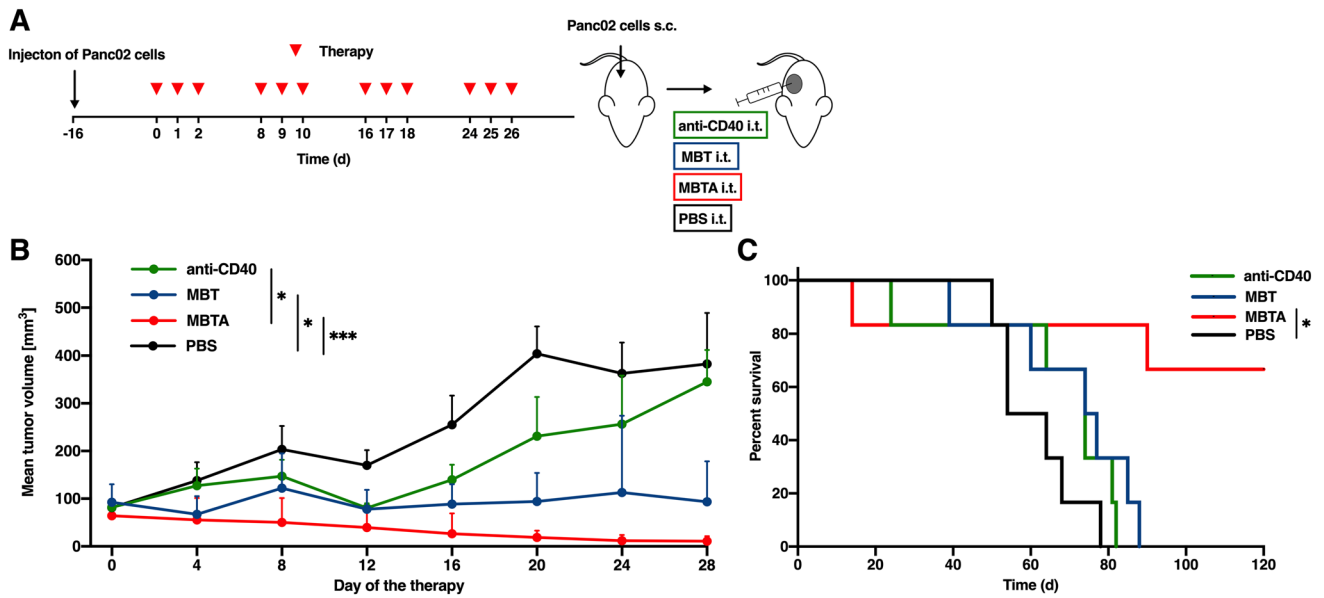 A
Injecton of Panc02 cells
Therapy
-16 0 1 2 8 9 10 16 17 18 24 25 26
Time (d)
Panc02 cells s.c.
anti-CD40 i.t.
MBT i.t.
MBTA i.t.
PBS i.t.
B
Mean tumor volume [mm³]
600
500
400
300
200
100
0
anti-CD40
MBT
MBTA
PBS
*
*
***
0 4 8 12 16 20 24 28
Day of the therapy
C
Percent survival
100
80
60
40
20
0
anti-CD40
MBT
MBTA
PBS
*
0 20 40 60 80 100 120
Time (d)